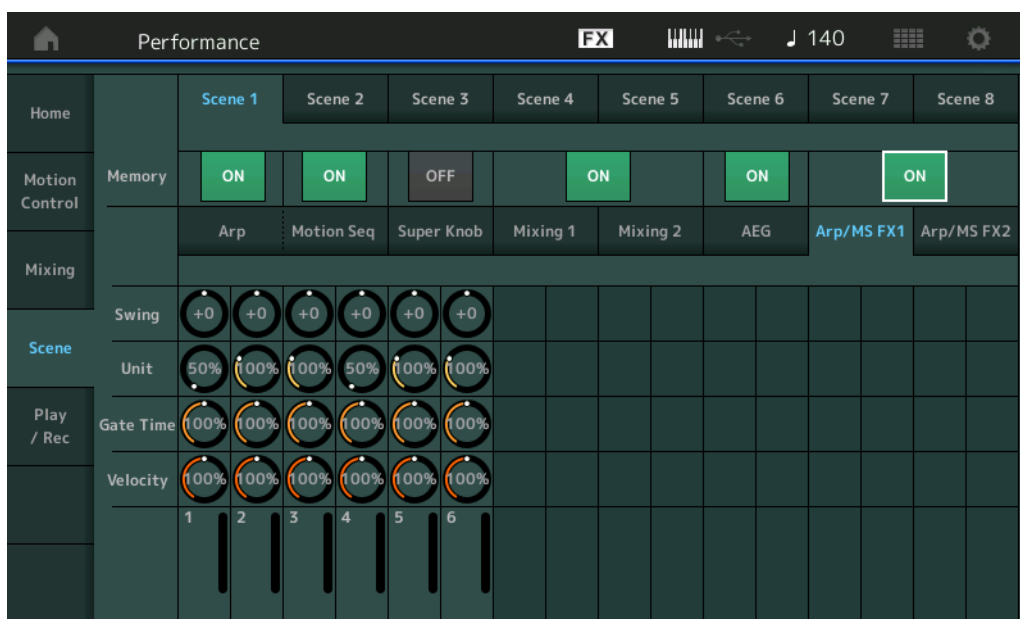 Performance FX 140
Home
Scene 1 Scene 2 Scene 3 Scene 4 Scene 5 Scene 6 Scene 7 Scene 8
Motion
Control
Memory ON ON OFF ON ON ON
Arp Motion Seq Super Knob Mixing 1 Mixing 2 AEG Arp/MS FX1 Arp/MS FX2
Mixing
Swing +0 +0 +0 +0 +0 +0
Scene
Unit 50% 100% 100% 50% 100% 100%
Play
/ Rec
Gate Time 100% 100% 100% 100% 100% 100%
Velocity 100% 100% 100% 100% 100% 100%
1 2 3 4 5 6